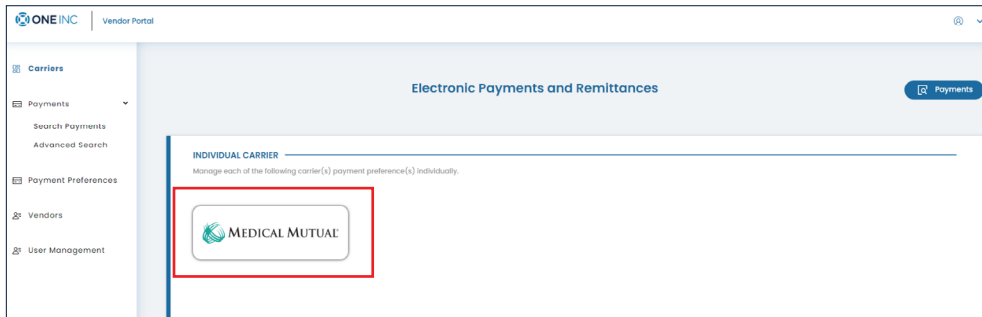 ONE INC Vendor Portal
Carriers
Payments
Search Payments
Advanced Search
Payment Preferences
Vendors
User Management
Electronic Payments and Remittances
Payments
INDIVIDUAL CARRIER
Manage each of the following carrier(s) payment preference(s) individually.
MEDICAL MUTUAL